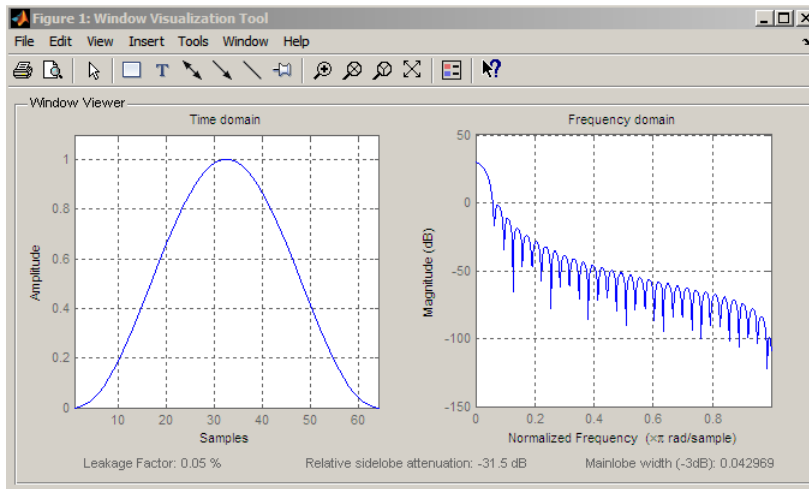 Figure 1: Window Visualization Tool
File Edit View Insert Tools Window Help
T
?
Window Viewer
Time domain
1
0.8
0.6
0.4
0.2
0
10 20 30 40 50 60
Amplitude
Samples
Frequency domain
50
0
-50
-100
-150
0 0.2 0.4 0.6 0.8
Magnitude (dB)
Normalized Frequency (×π rad/sample)
Leakage Factor: 0.05 % Relative sidelobe attenuation: -31.5 dB Mainlobe width (-3dB): 0.042969